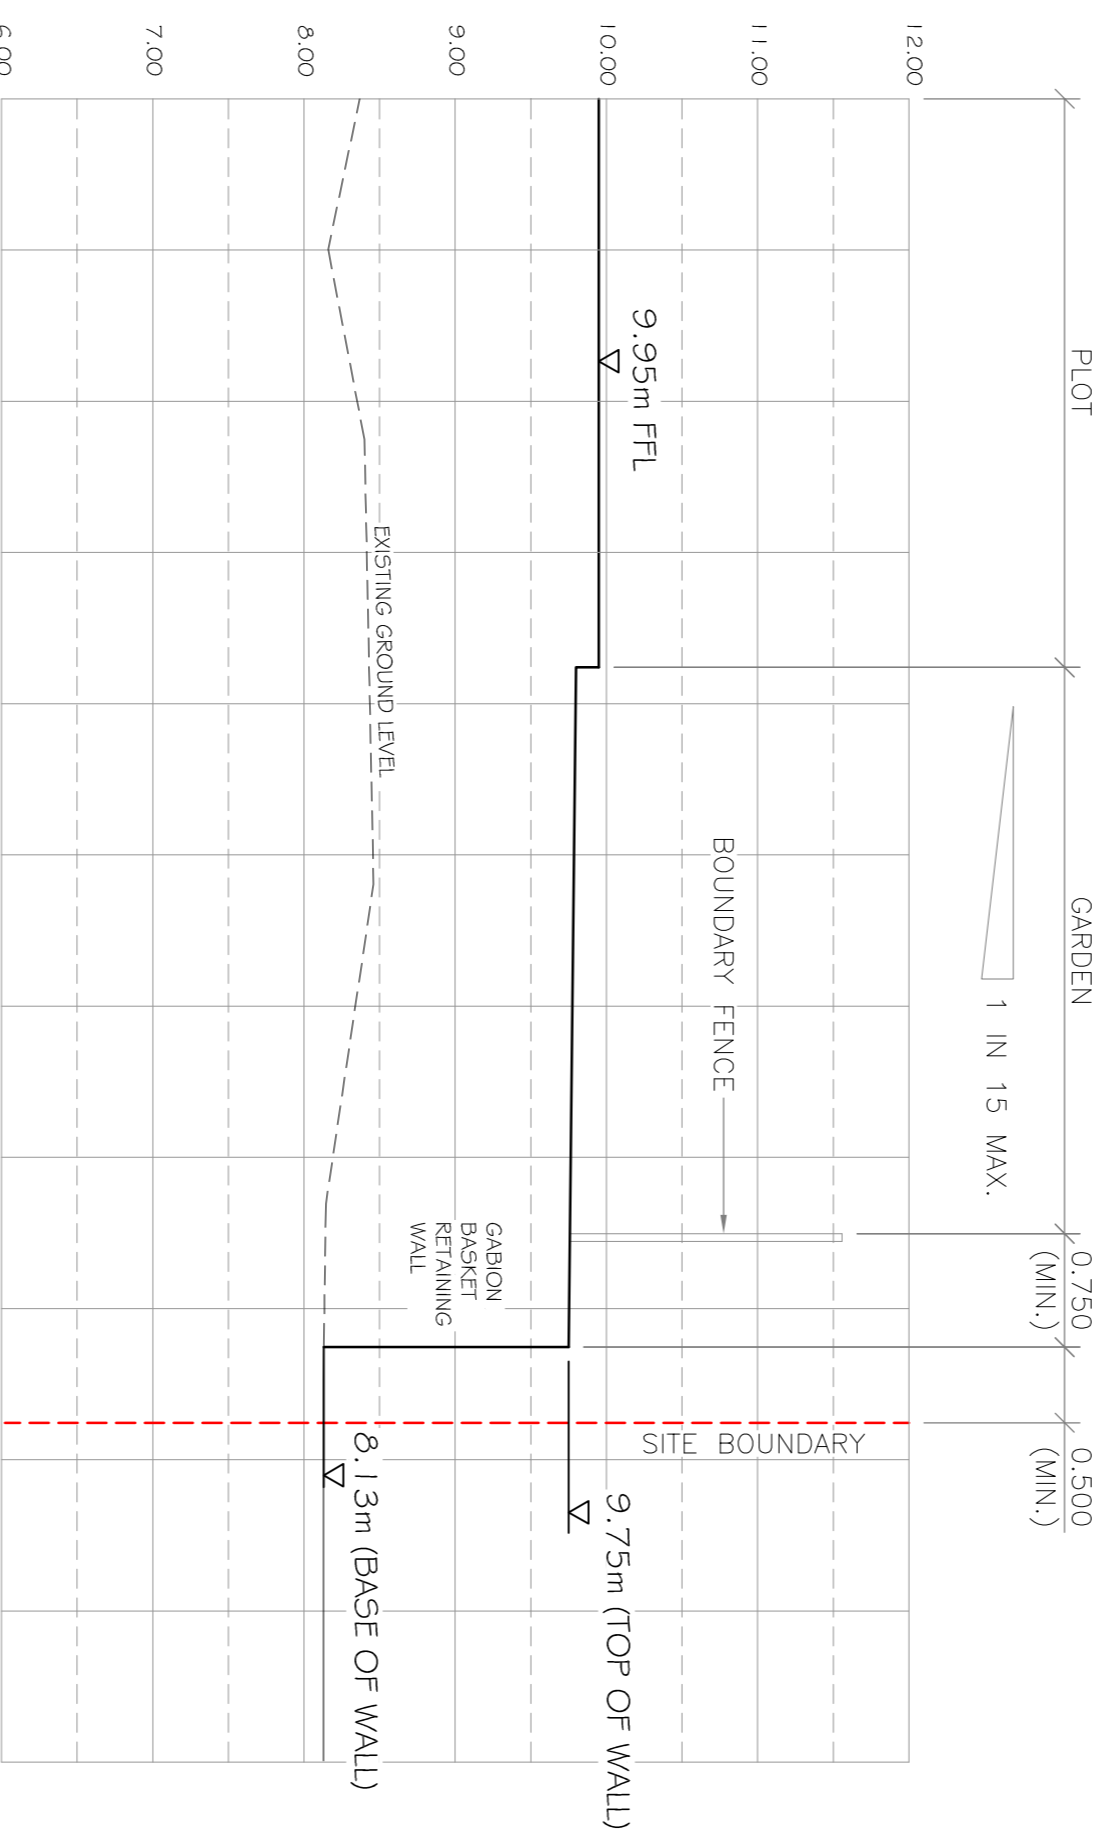 PLOT
GARDEN
0.750
(MIN.)
0.500
(MIN.)
1 IN 15 MAX.
12.00
11.00
10.00
9.00
8.00
7.00
6.00
BOUNDARY FENCE
SITE BOUNDARY
9.95m FFL
9.75m (TOP OF WALL)
GABION
BASKET
RETAINING
WALL
EXISTING GROUND LEVEL
8.13m (BASE OF WALL)